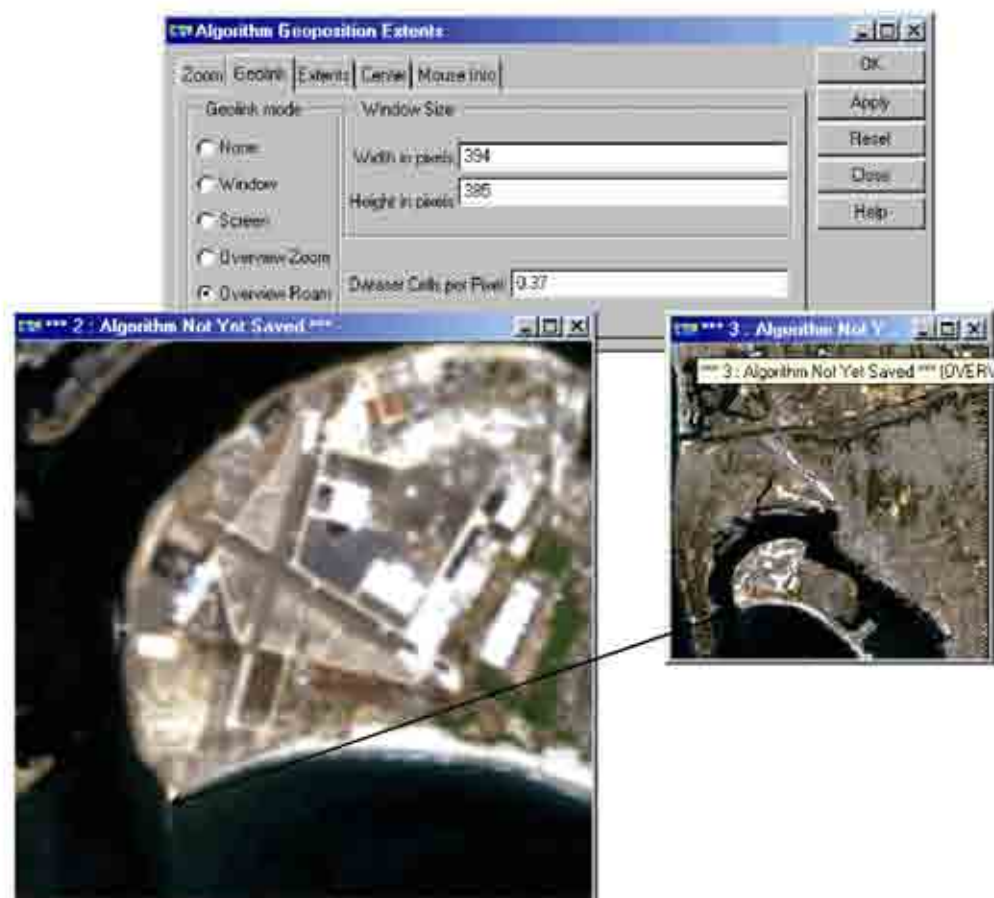 Algorithm Geoposition Extents
Zoom Geolink Extents Center Mouse Info
OK
Apply
Reset
Close
Help
Geolink mode
None
Window
Screen
Overview Zoom
Overview Roam
Window Size
Width in pixels 394
Height in pixels 385
Dataset Cells per Pixel 0.37
*** 2 : Algorithm Not Yet Saved ***
*** 3 : Algorithm Not Y
*** 3 : Algorithm Not Yet Saved *** (OVERV